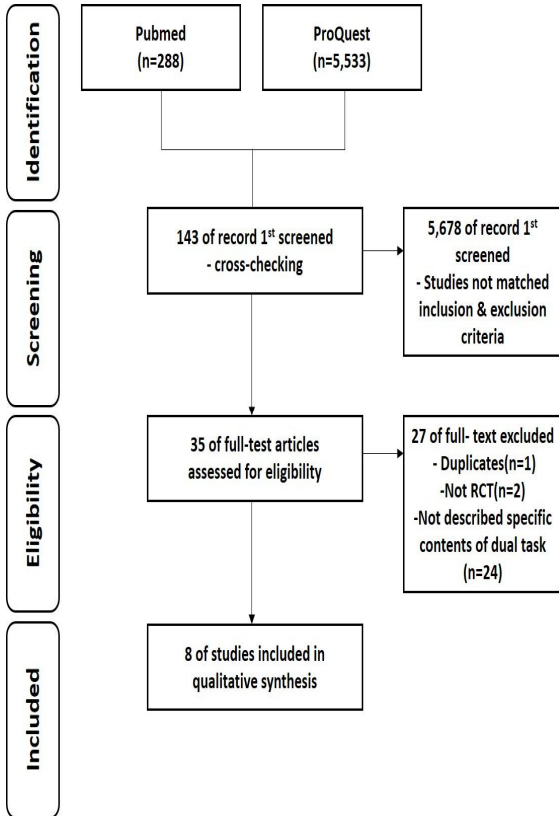 Identification
Pubmed
(n=288)
ProQuest
(n=5,533)
Screening
143 of record 1st screened
- cross-checking
5,678 of record 1st
screened
- Studies not matched
inclusion & exclusion
criteria
Eligibility
35 of full-test articles
assessed for eligibility
27 of full- text excluded
- Duplicates(n=1)
-Not RCT(n=2)
-Not described specific
contents of dual task
(n=24)
Included
8 of studies included in
qualitative synthesis